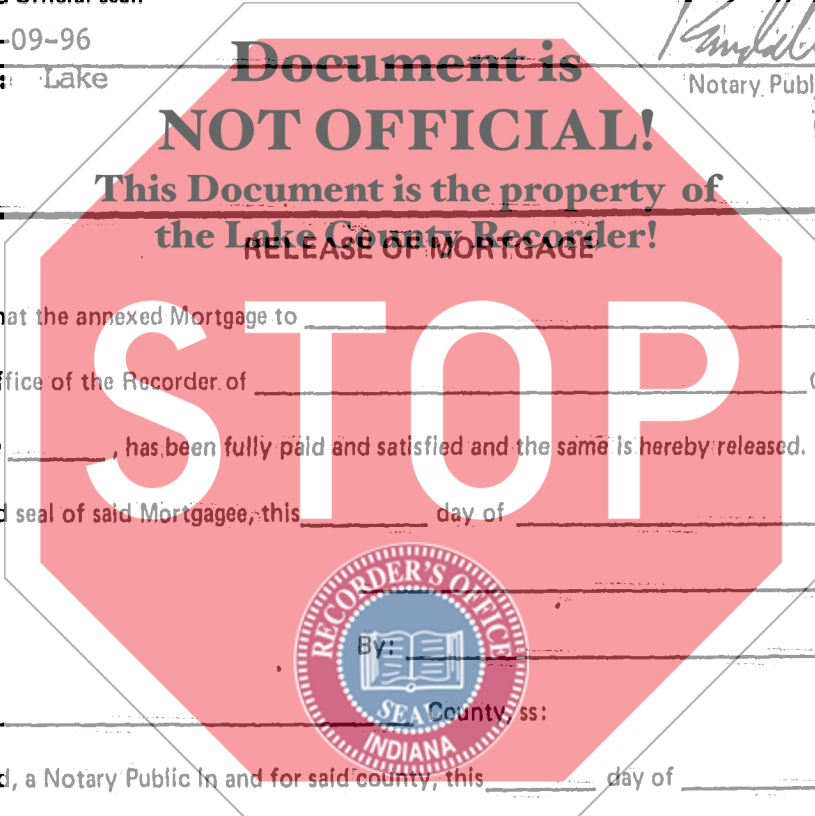 -09-96
Lake
Notary Publ
Document is
NOT OFFICIAL!
This Document is the property of
the Lake County Recorder!
RELEASE OF MORTGAGE
at the annexed Mortgage to
ffice of the Recorder of
STOP
, has been fully paid and satisfied and the same is hereby released.
d seal of said Mortgagee, this day of
RECORDER'S OFFICE
By:
SEAL
County, ss:
INDIANA
d, a Notary Public in and for said county, this day of